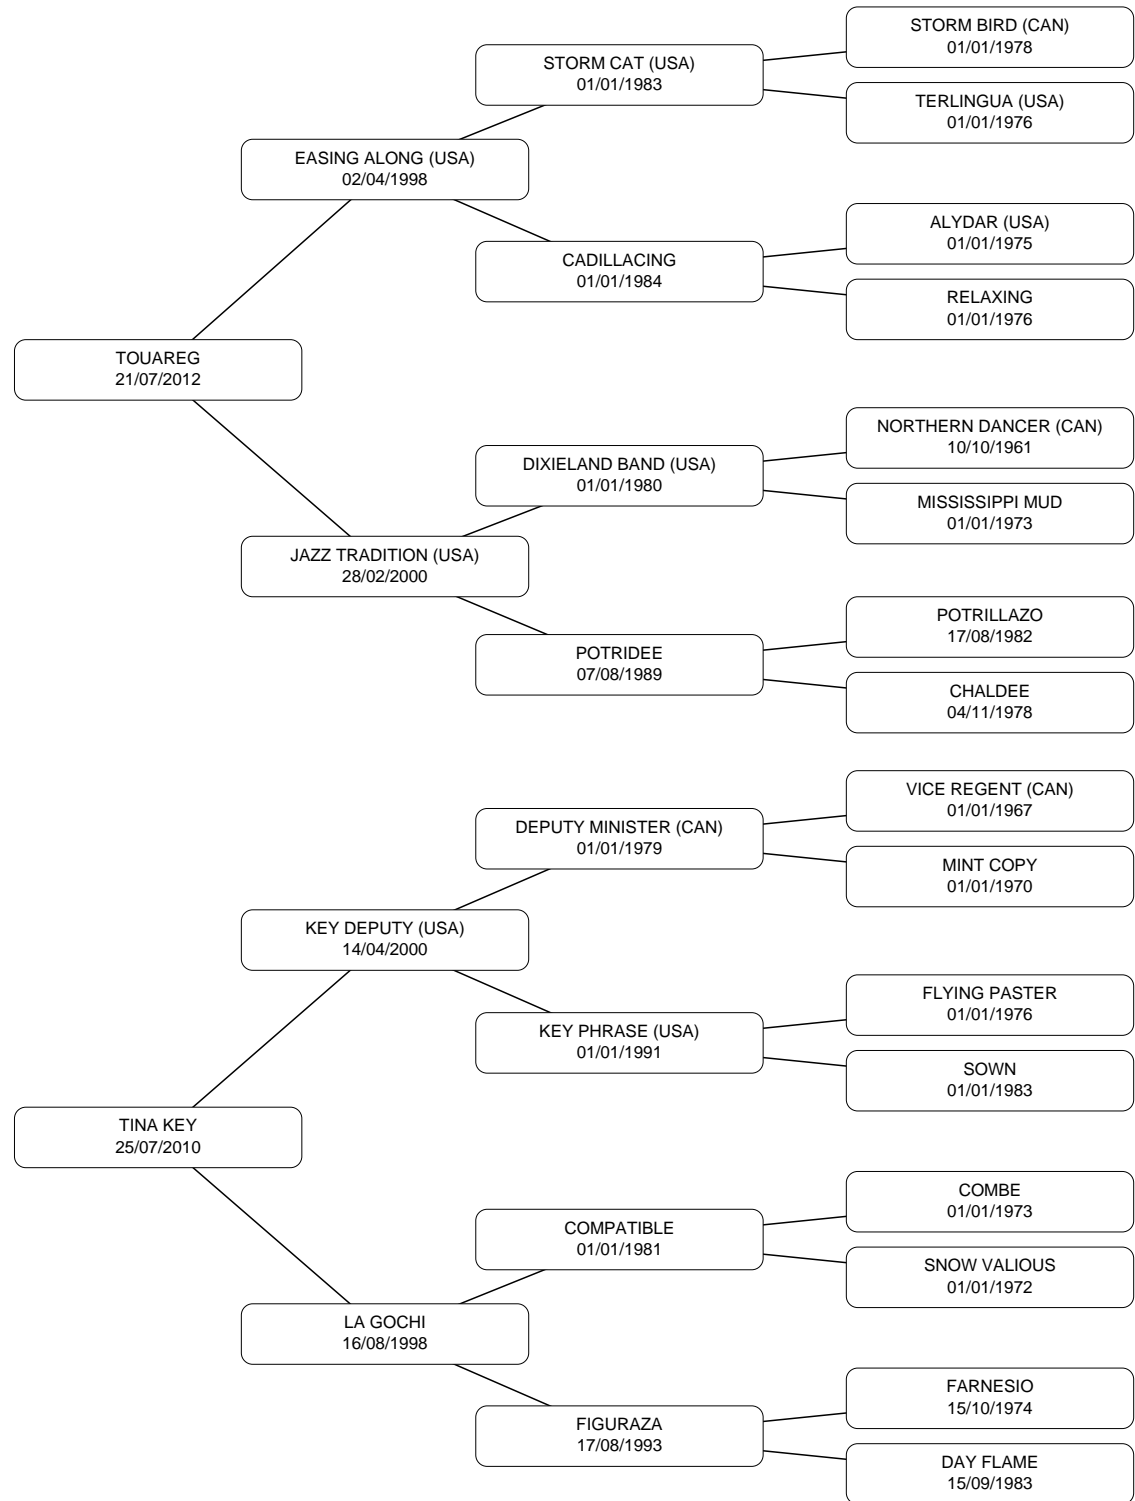 STORM BIRD (CAN)
01/01/1978
STORM CAT (USA)
01/01/1983
TERLINGUA (USA)
01/01/1976
EASING ALONG (USA)
02/04/1998
ALYDAR (USA)
01/01/1975
CADILLACING
01/01/1984
RELAXING
01/01/1976
TOUAREG
21/07/2012
NORTHERN DANCER (CAN)
10/10/1961
DIXIELAND BAND (USA)
01/01/1980
MISSISSIPPI MUD
01/01/1973
JAZZ TRADITION (USA)
28/02/2000
POTRILLAZO
17/08/1982
POTRIDEE
07/08/1989
CHALDEE
04/11/1978
VICE REGENT (CAN)
01/01/1967
DEPUTY MINISTER (CAN)
01/01/1979
MINT COPY
01/01/1970
KEY DEPUTY (USA)
14/04/2000
FLYING PASTER
01/01/1976
KEY PHRASE (USA)
01/01/1991
SOWN
01/01/1983
TINA KEY
25/07/2010
COMBE
01/01/1973
COMPATIBLE
01/01/1981
SNOW VALIOUS
01/01/1972
LA GOCHI
16/08/1998
FARNESIO
15/10/1974
FIGURAZA
17/08/1993
DAY FLAME
15/09/1983